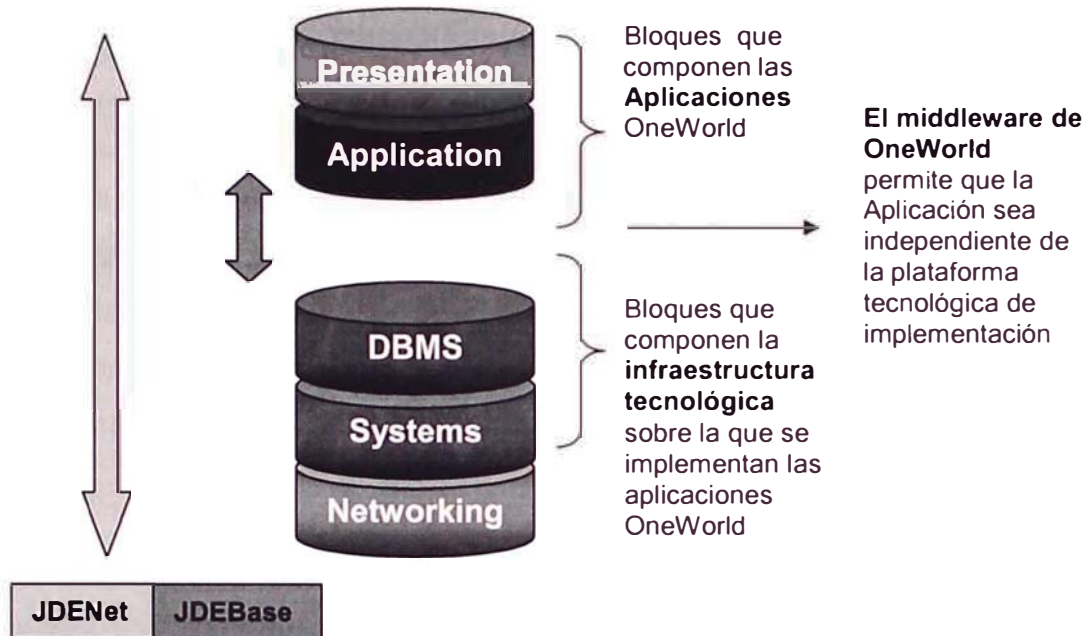 Presentation
Application
Bloques que
componen las
Aplicaciones
OneWorld
El middleware de
OneWorld
permite que la
Aplicación sea
independiente de
la plataforma
tecnológica de
implementación
DBMS
Systems
Networking
Bloques que
componen la
infraestructura
tecnológica
sobre la que se
implementan las
aplicaciones
OneWorld
JDENet
JDEBase